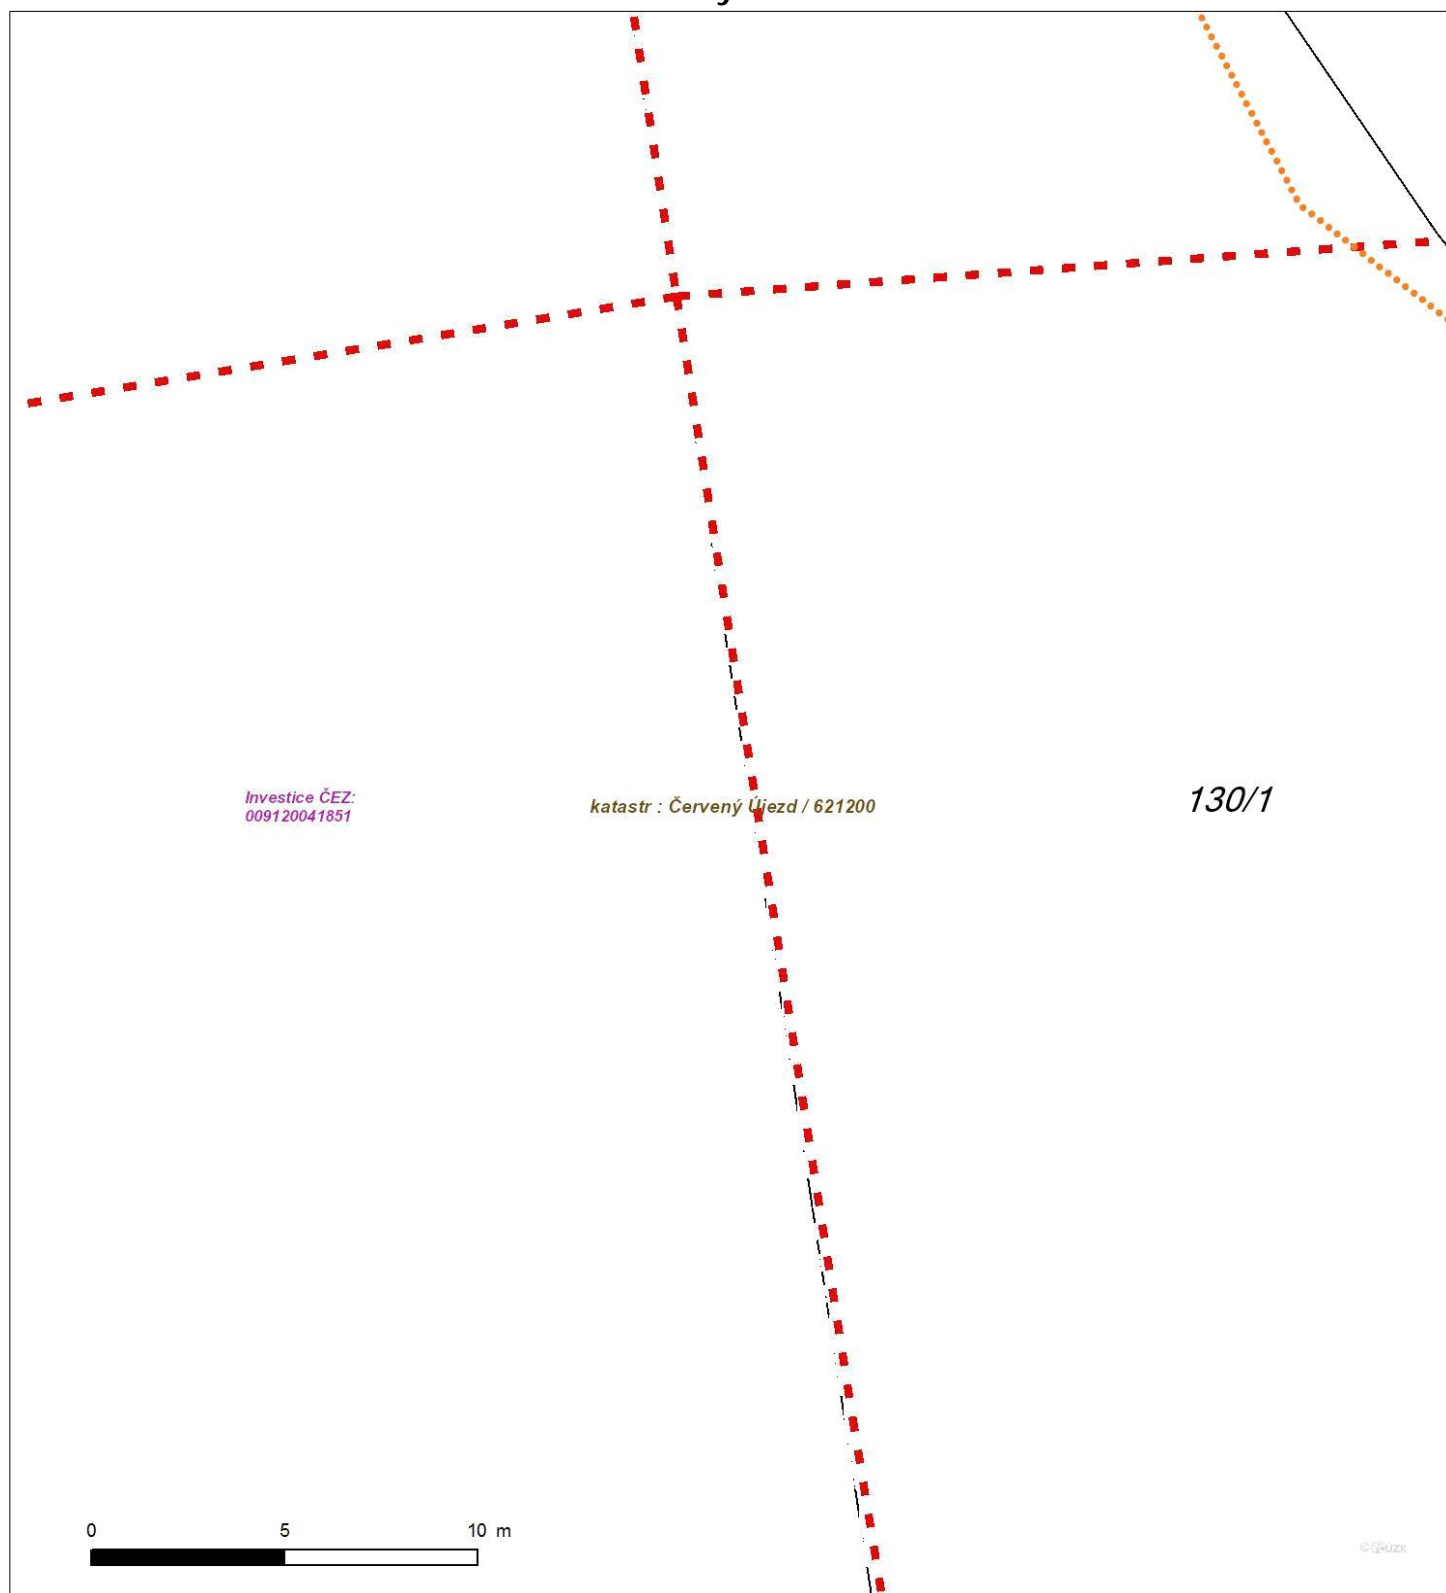 Investice ČEZ:
009120041851
katastr : Červený Újezd / 621200
130/1
0 5 10 m